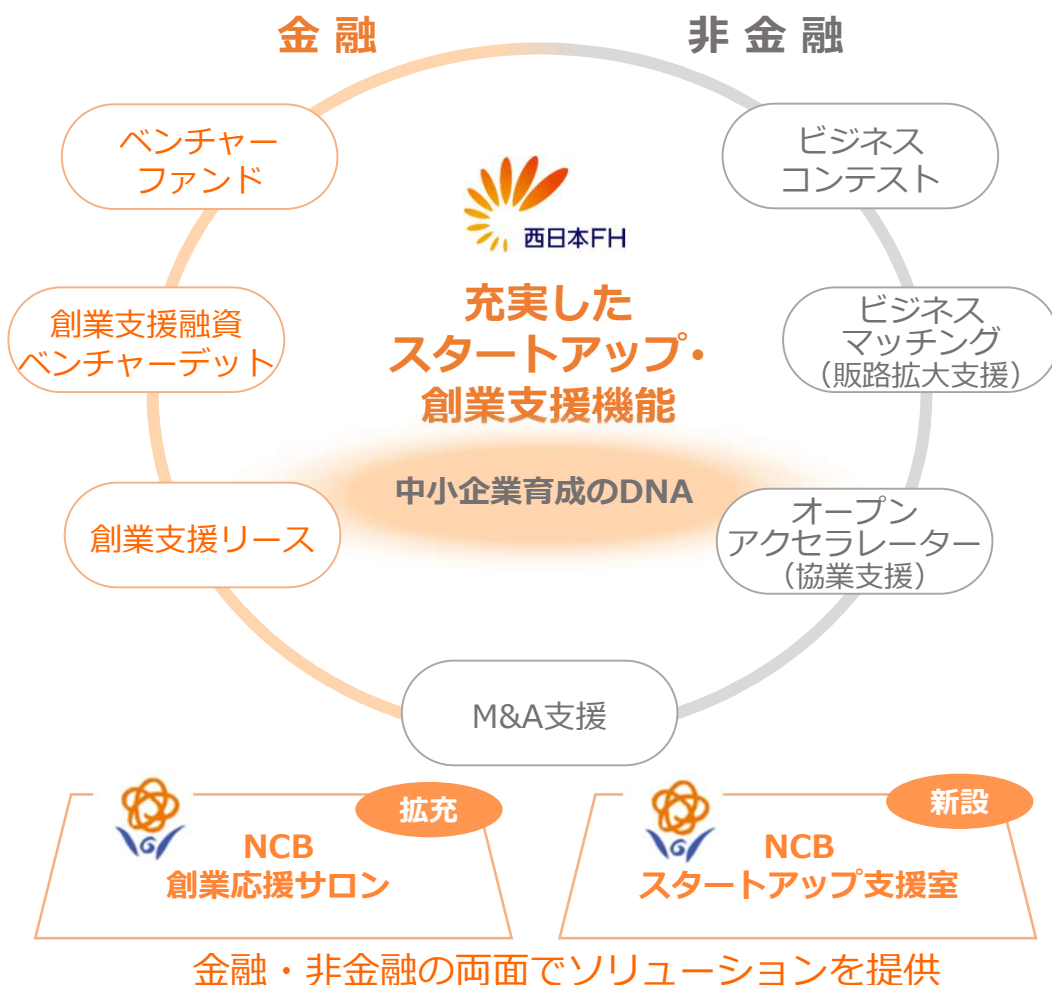 金 融
非 金 融
ベンチャー
ファンド
ビジネス
コンテスト
西日本FH
充実した
スタートアップ・
創業支援機能
創業支援融資
ベンチャーデット
ビジネス
マッチング
（販路拡大支援）
中小企業育成のDNA
創業支援リース
オープン
アクセラレーター
（協業支援）
M&A支援
拡充
NCB
創業応援サロン
新設
NCB
スタートアップ支援室
金融・非金融の両面でソリューションを提供